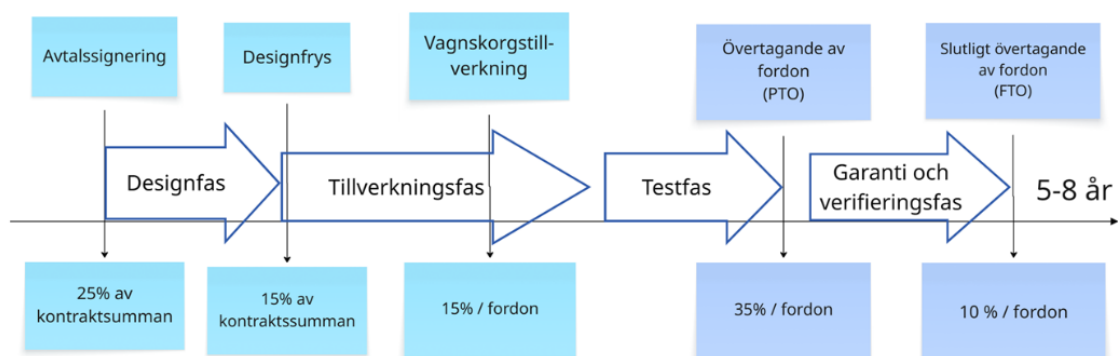 Avtalssignering
Designfrys
Vagnskorgstill-
verkning
Övertagande av
fordon
(PTO)
Slutligt övertagande
av fordon
(FTO)
Designfas
Tillverkningsfas
Testfas
Garanti och
verifieringsfas
5-8 år
25% av
kontraktsumman
15% av
kontraktssumman
15% / fordon
35% / fordon
10 % / fordon